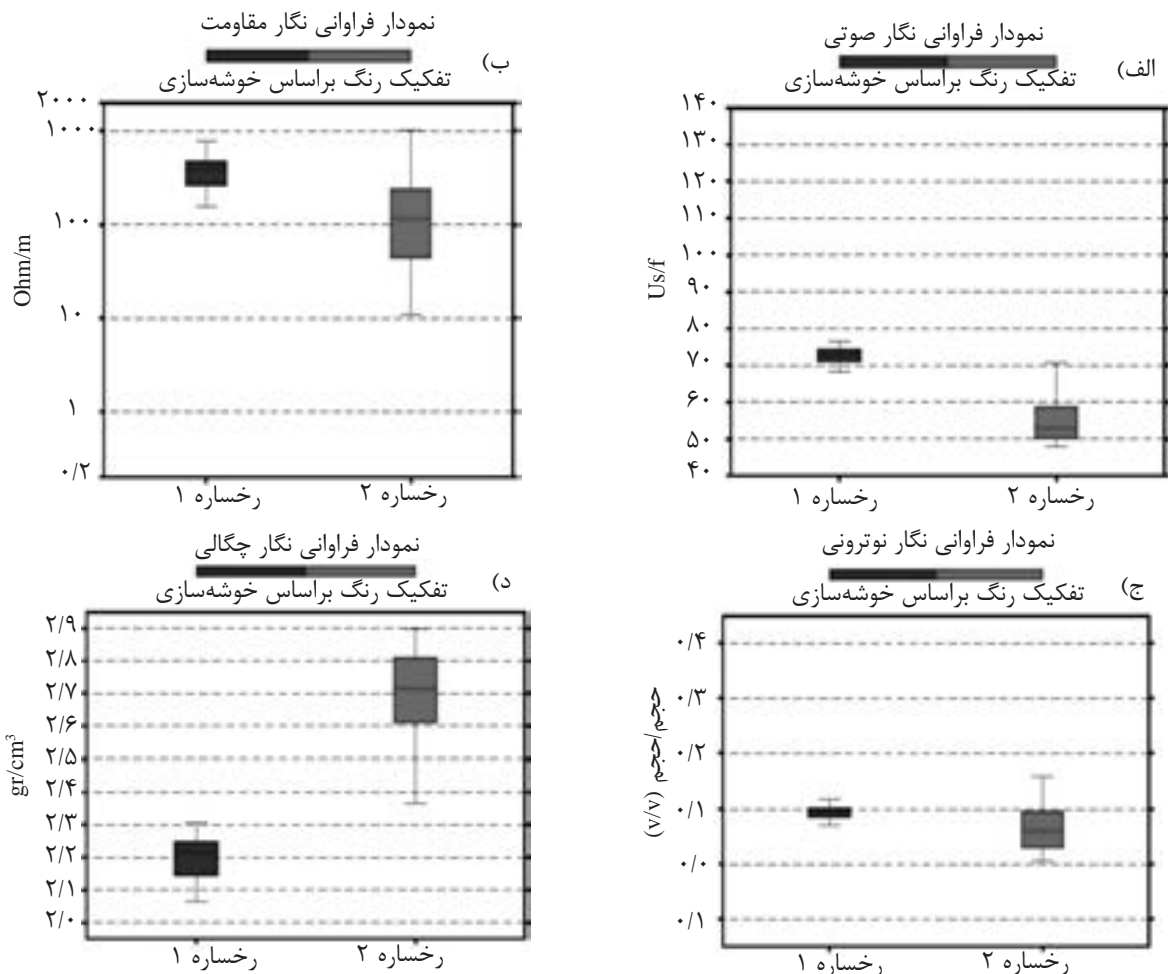 نمودار فراوانی نگار صوتی
الف)
تفکیک رنگ براساس خوشه‌سازی
۱۴۰
۱۳۰
۱۲۰
۱۱۰
۱۰۰
۹۰
۸۰
۷۰
۶۰
۵۰
۴۰
Us/f
رخساره ۱
رخساره ۲
نمودار فراوانی نگار مقاومت
ب)
تفکیک رنگ براساس خوشه‌سازی
۲۰۰۰
۱۰۰۰
۱۰۰
۱۰
۱
۰/۲
Ohm/m
رخساره ۱
رخساره ۲
نمودار فراوانی نگار نوترونی
ج)
تفکیک رنگ براساس خوشه‌سازی
۰/۴
۰/۳
۰/۲
۰/۱
۰/۰
۰/۱
حجم/حجم (v/v)
رخساره ۱
رخساره ۲
نمودار فراوانی نگار چگالی
د)
تفکیک رنگ براساس خوشه‌سازی
۲/۹
۲/۸
۲/۷
۲/۶
۲/۵
۲/۴
۲/۳
۲/۲
۲/۱
۲/۰
gr/cm³
رخساره ۱
رخساره ۲